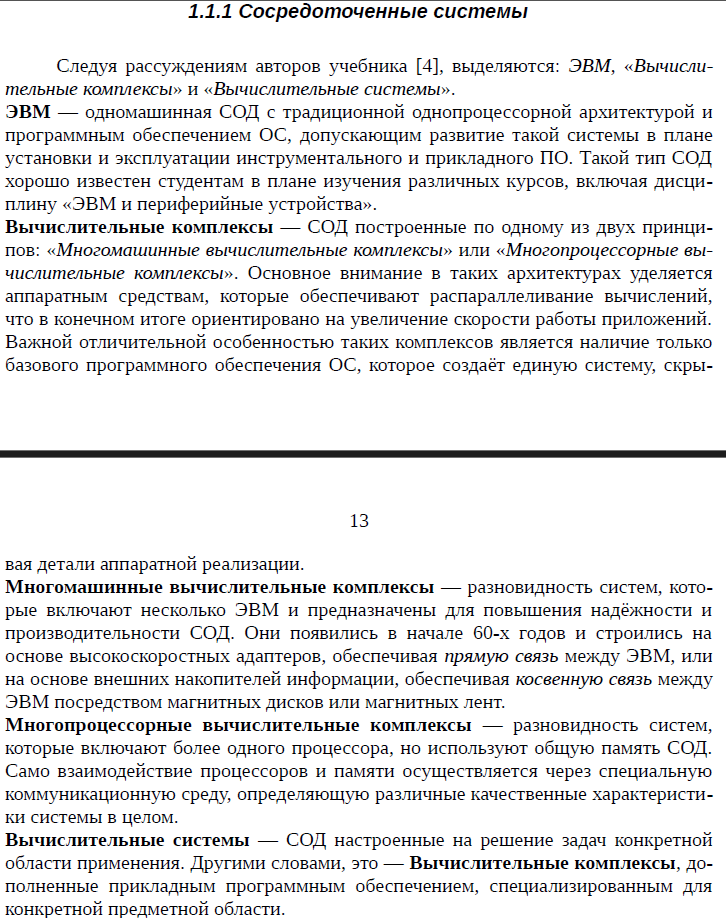 1.1.1 Сосредоточенные системы
Следуя рассуждениям авторов учебника [4], выделяются: ЭВМ, «Вычисли-
тельные комплексы» и «Вычислительные системы».
ЭВМ — одномашинная СОД с традиционной однопроцессорной архитектурой и
программным обеспечением ОС, допускающим развитие такой системы в плане
установки и эксплуатации инструментального и прикладного ПО. Такой тип СОД
хорошо известен студентам в плане изучения различных курсов, включая дисци-
плину «ЭВМ и периферийные устройства».
Вычислительные комплексы — СОД построенные по одному из двух принци-
пов: «Многомашинные вычислительные комплексы» или «Многопроцессорные вы-
числительные комплексы». Основное внимание в таких архитектурах уделяется
аппаратным средствам, которые обеспечивают распараллеливание вычислений,
что в конечном итоге ориентировано на увеличение скорости работы приложений.
Важной отличительной особенностью таких комплексов является наличие только
базового программного обеспечения ОС, которое создаёт единую систему, скры-
13
вая детали аппаратной реализации.
Многомашинные вычислительные комплексы — разновидность систем, кото-
рые включают несколько ЭВМ и предназначены для повышения надёжности и
производительности СОД. Они появились в начале 60-х годов и строились на
основе высокоскоростных адаптеров, обеспечивая прямую связь между ЭВМ, или
на основе внешних накопителей информации, обеспечивая косвенную связь между
ЭВМ посредством магнитных дисков или магнитных лент.
Многопроцессорные вычислительные комплексы — разновидность систем,
которые включают более одного процессора, но используют общую память СОД.
Само взаимодействие процессоров и памяти осуществляется через специальную
коммуникационную среду, определяющую различные качественные характеристи-
ки системы в целом.
Вычислительные системы — СОД настроенные на решение задач конкретной
области применения. Другими словами, это — Вычислительные комплексы, до-
полненные прикладным программным обеспечением, специализированным для
конкретной предметной области.